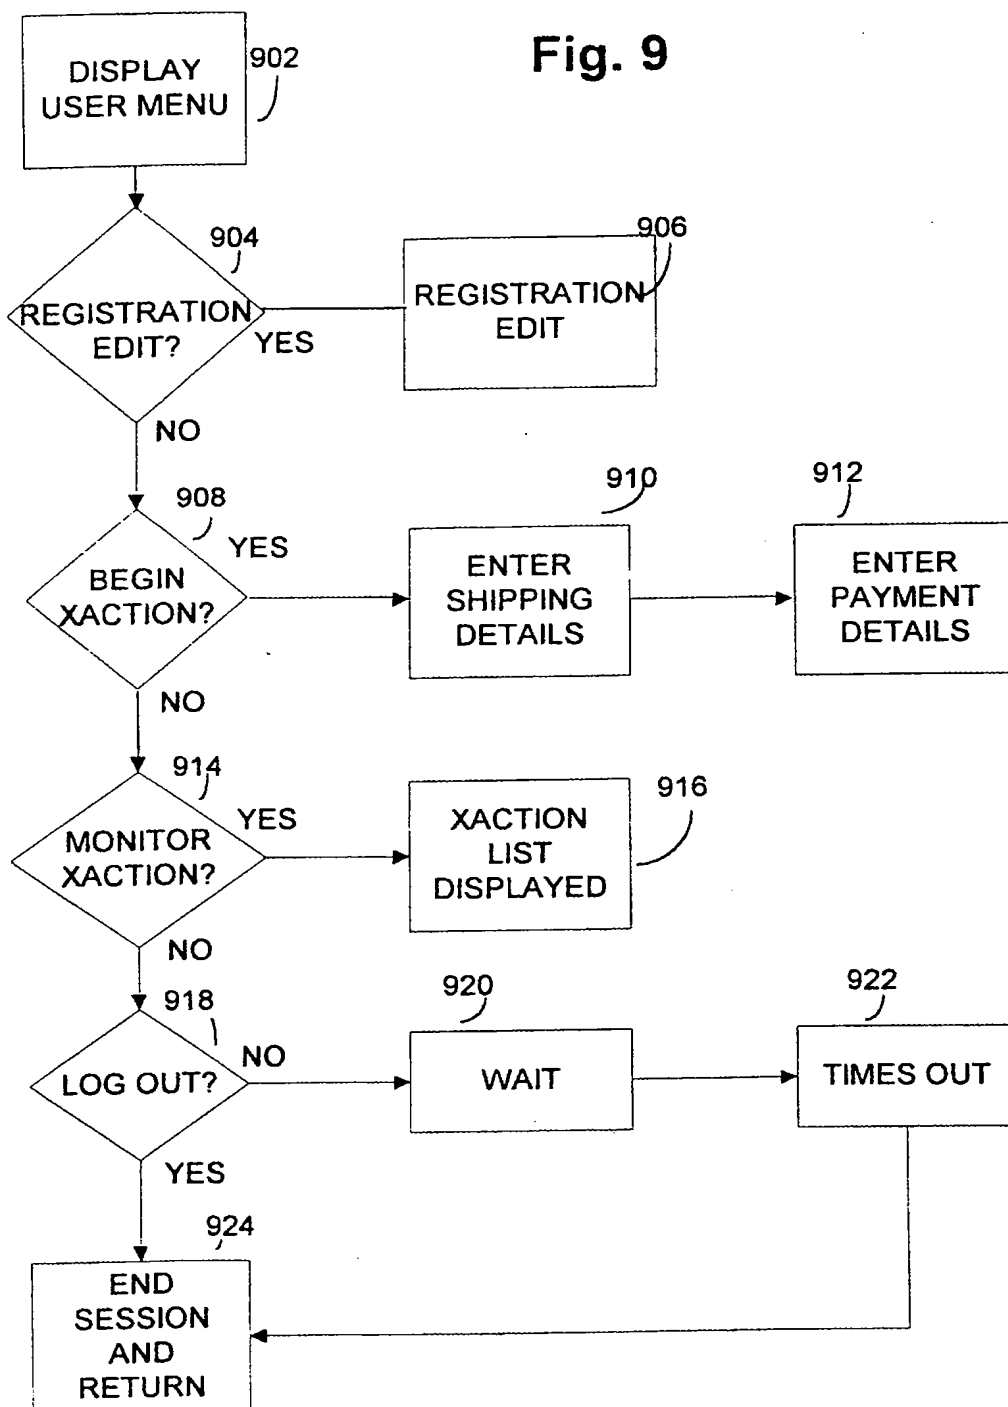 Fig. 9
DISPLAY
USER MENU
902
904
REGISTRATION
EDIT?
YES
906
REGISTRATION
EDIT
NO
908
BEGIN
XACTION?
YES
910
ENTER
SHIPPING
DETAILS
912
ENTER
PAYMENT
DETAILS
NO
914
MONITOR
XACTION?
YES
916
XACTION
LIST
DISPLAYED
NO
918
LOG OUT?
NO
920
WAIT
922
TIMES OUT
YES
924
END
SESSION
AND
RETURN